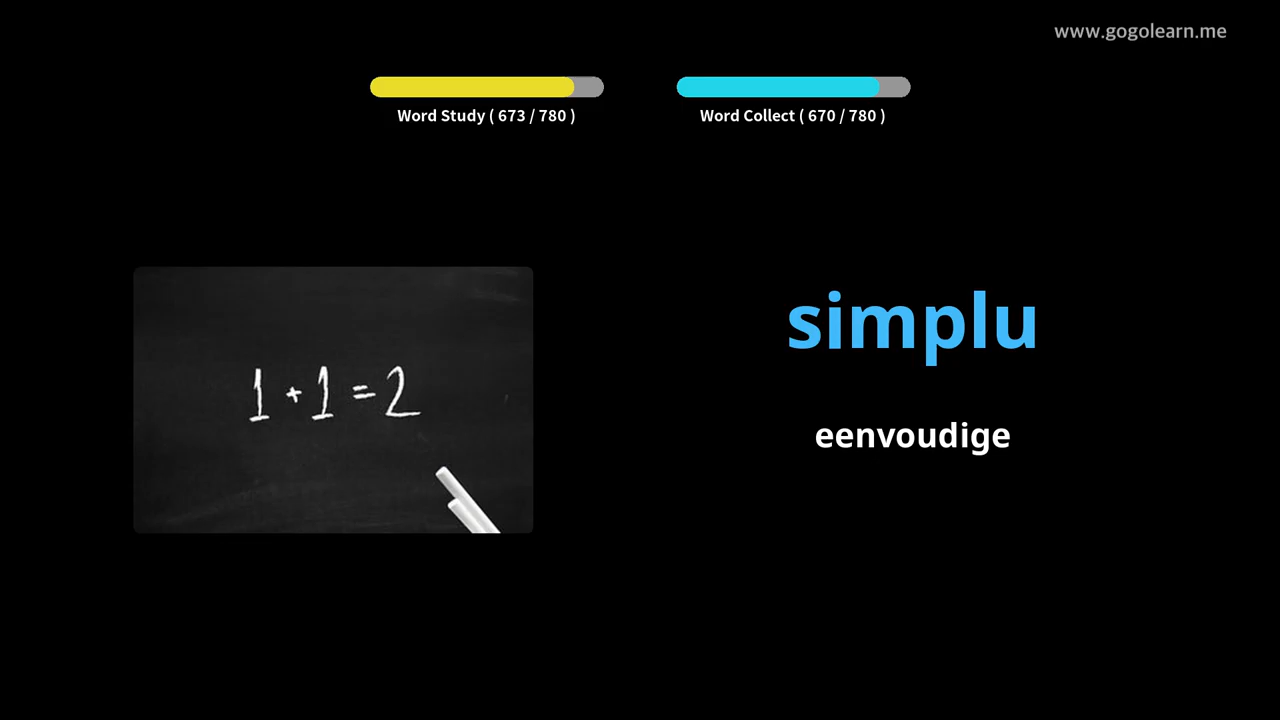 www.gogolearn.me
Word Study ( 673 / 780 )
Word Collect ( 670 / 780 )
1 + 1 = 2
simplu
eenvoudige